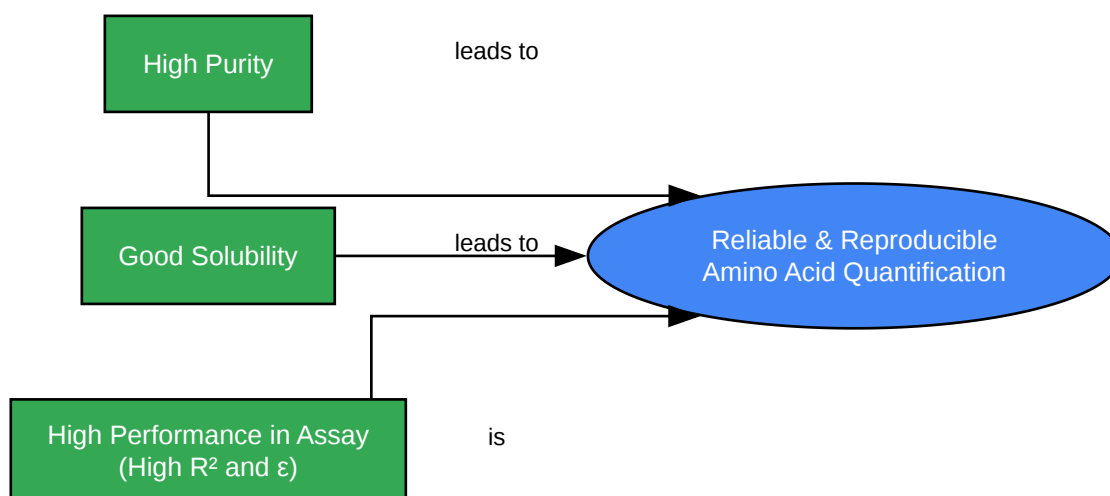 High Purity
leads to
Good Solubility
leads to
Reliable & Reproducible
Amino Acid Quantification
High Performance in Assay
(High R² and ε)
is